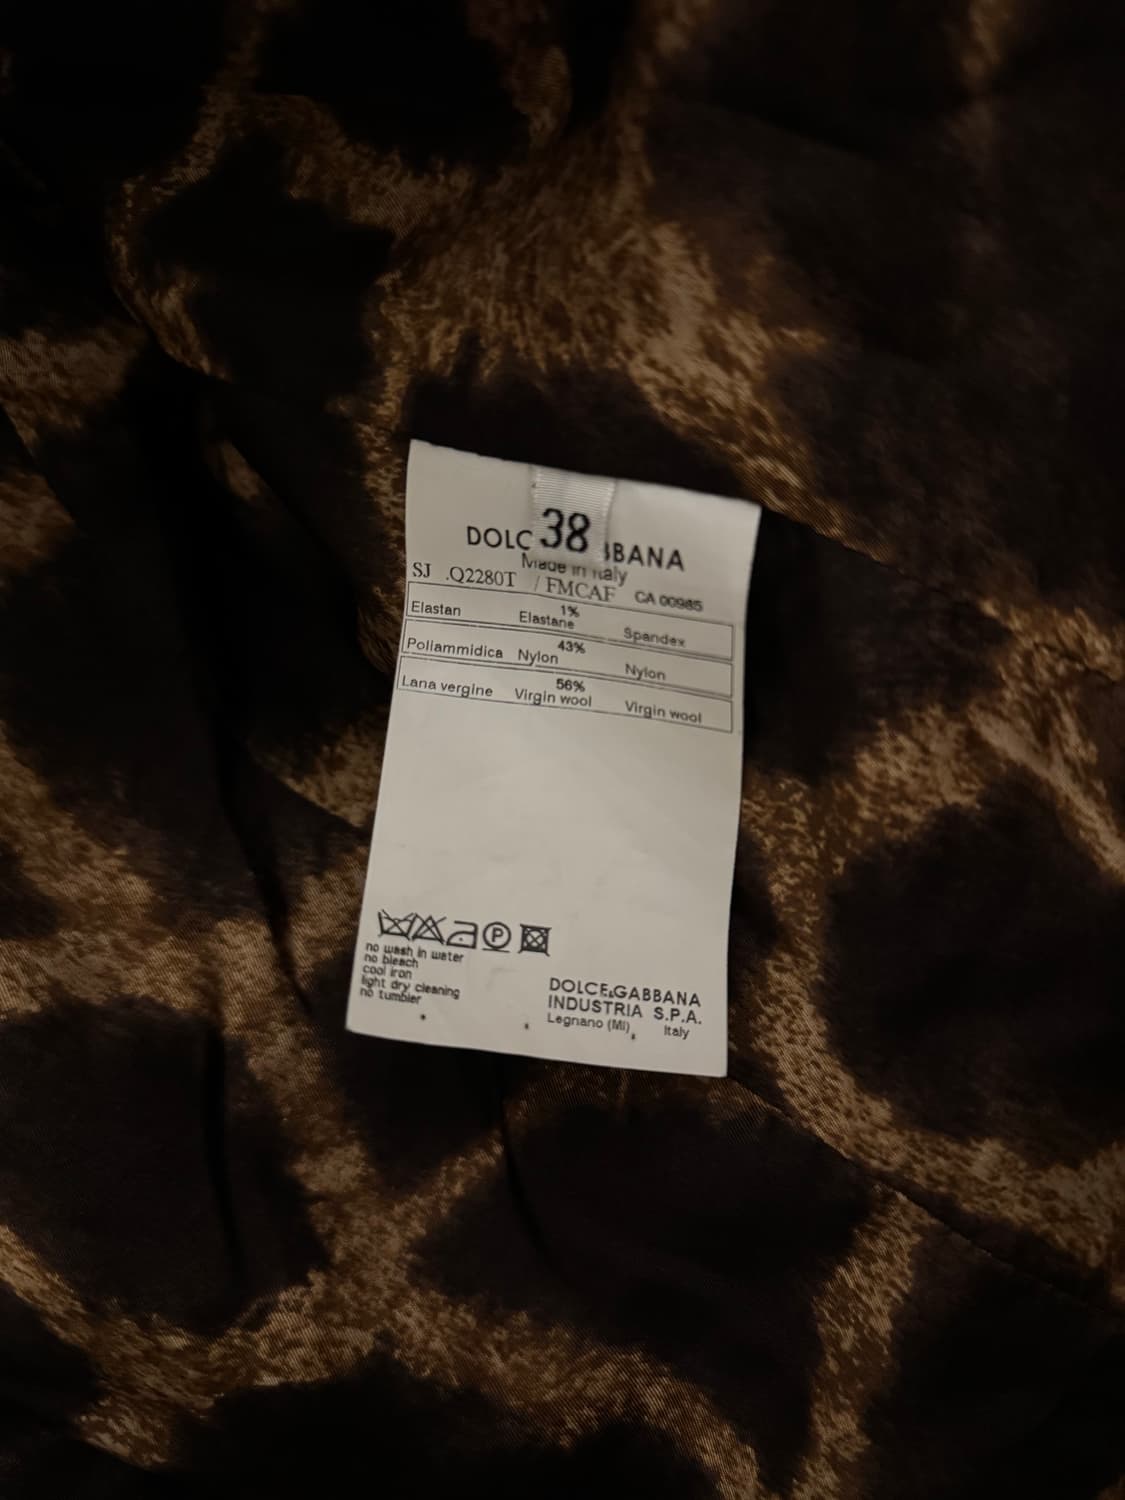 38
DOLC BBANA
Made in Italy
SJ .Q2280T / FMCAF CA 00985
Elastan 1% Elastane Spandex
Poliammidica 43% Nylon Nylon
Lana vergine 56% Virgin wool Virgin wool
P
no wash in water
no bleach
cool iron
light dry cleaning
no tumbler
DOLCE&GABBANA
INDUSTRIA S.P.A.
Legnano (MI), Italy